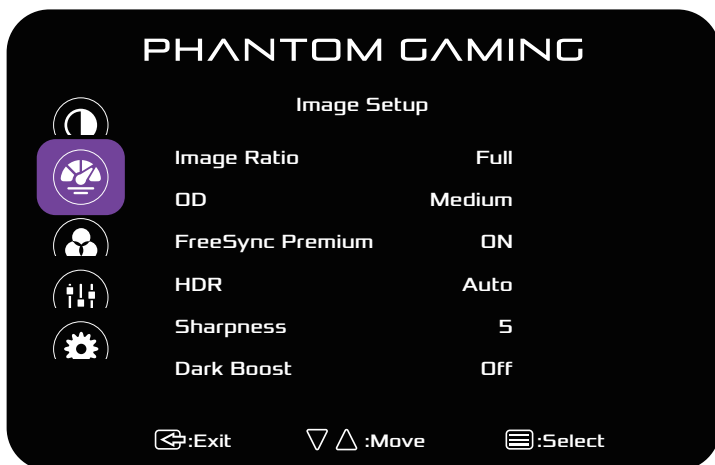 PHANTOM GAMING
Image Setup
Image Ratio Full
OD Medium
FreeSync Premium ON
HDR Auto
Sharpness 5
Dark Boost Off
:Exit :Move :Select